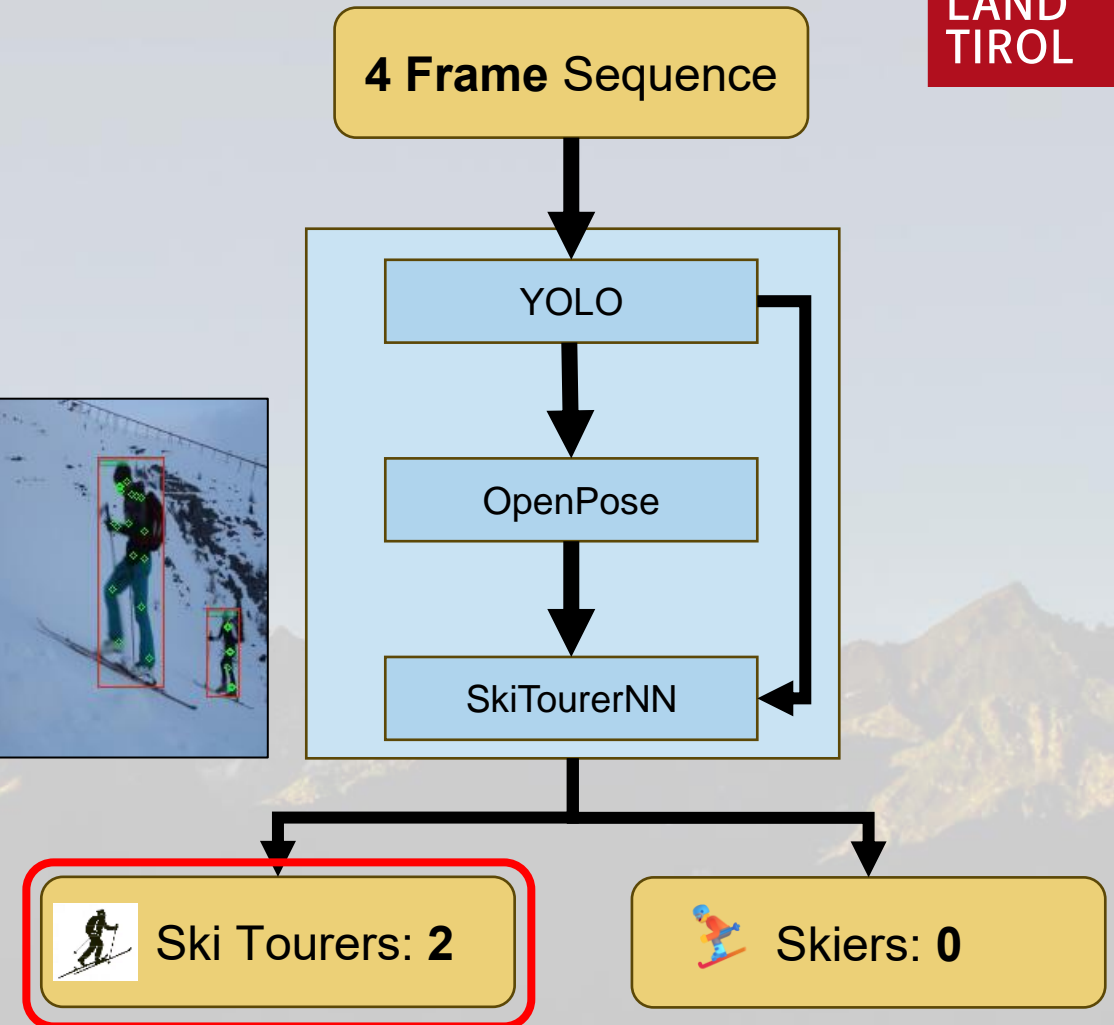 LAND
TIROL
4 Frame Sequence
YOLO
OpenPose
SkiTourerNN
Ski Tourers: 2
Skiers: 0